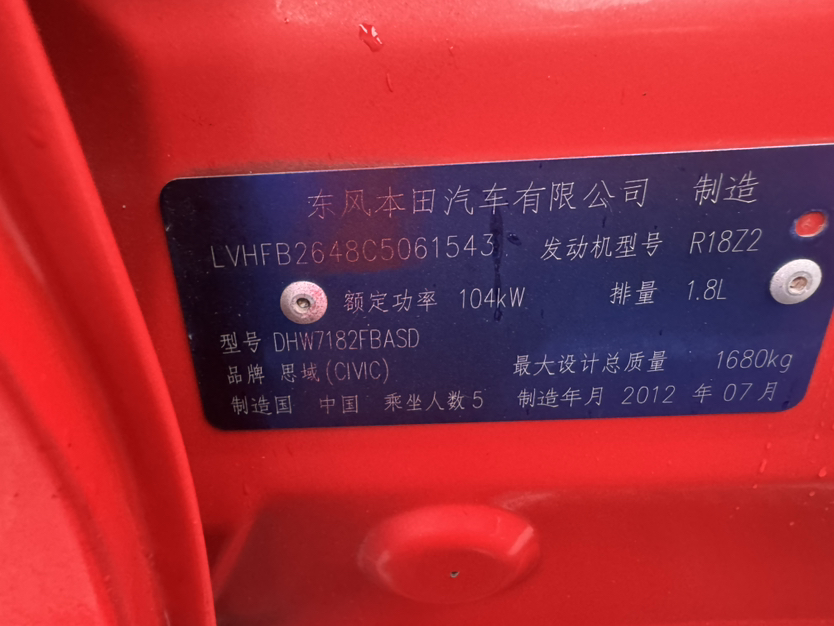 东风本田汽车有限公司 制造
LVHFB2648C5061543 发动机型号 R18Z2
额定功率 104kW 排量 1.8L
型号 DHW7182FBASD
品牌 思域(CIVIC) 最大设计总质量 1680kg
制造国 中国 乘坐人数 5 制造年月 2012 年 07 月